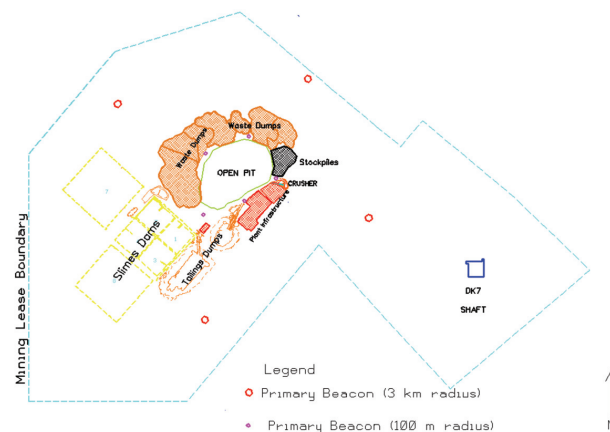 Waste Dumps
Waste Dumps
Stockpiles
OPEN PIT
CRUSHER
Plant Infrastructure
Slimes Dams
Tailings Dumps
Mining Lease Boundary
DK7
SHAFT
Legend
Primary Beacon (3 km radius)
Primary Beacon (100 m radius)